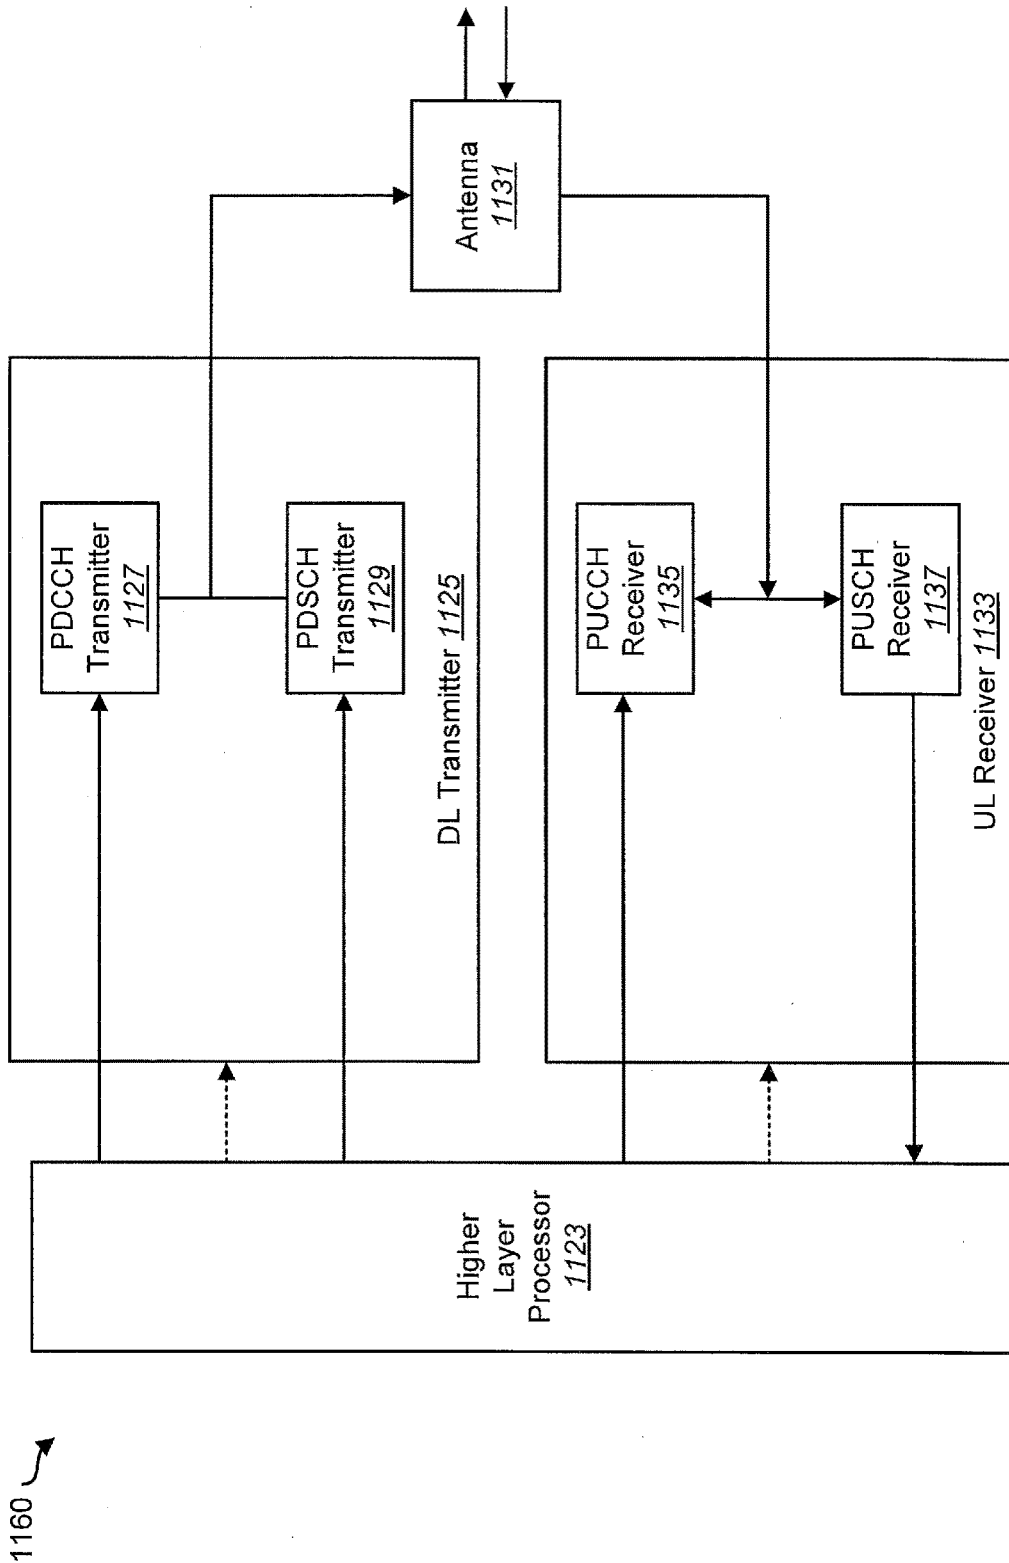 1160
Higher
Layer
Processor
1123
DL Transmitter 1125
PDCCH
Transmitter
1127
PDSCH
Transmitter
1129
UL Receiver 1133
PUCCH
Receiver
1135
PUSCH
Receiver
1137
Antenna
1131